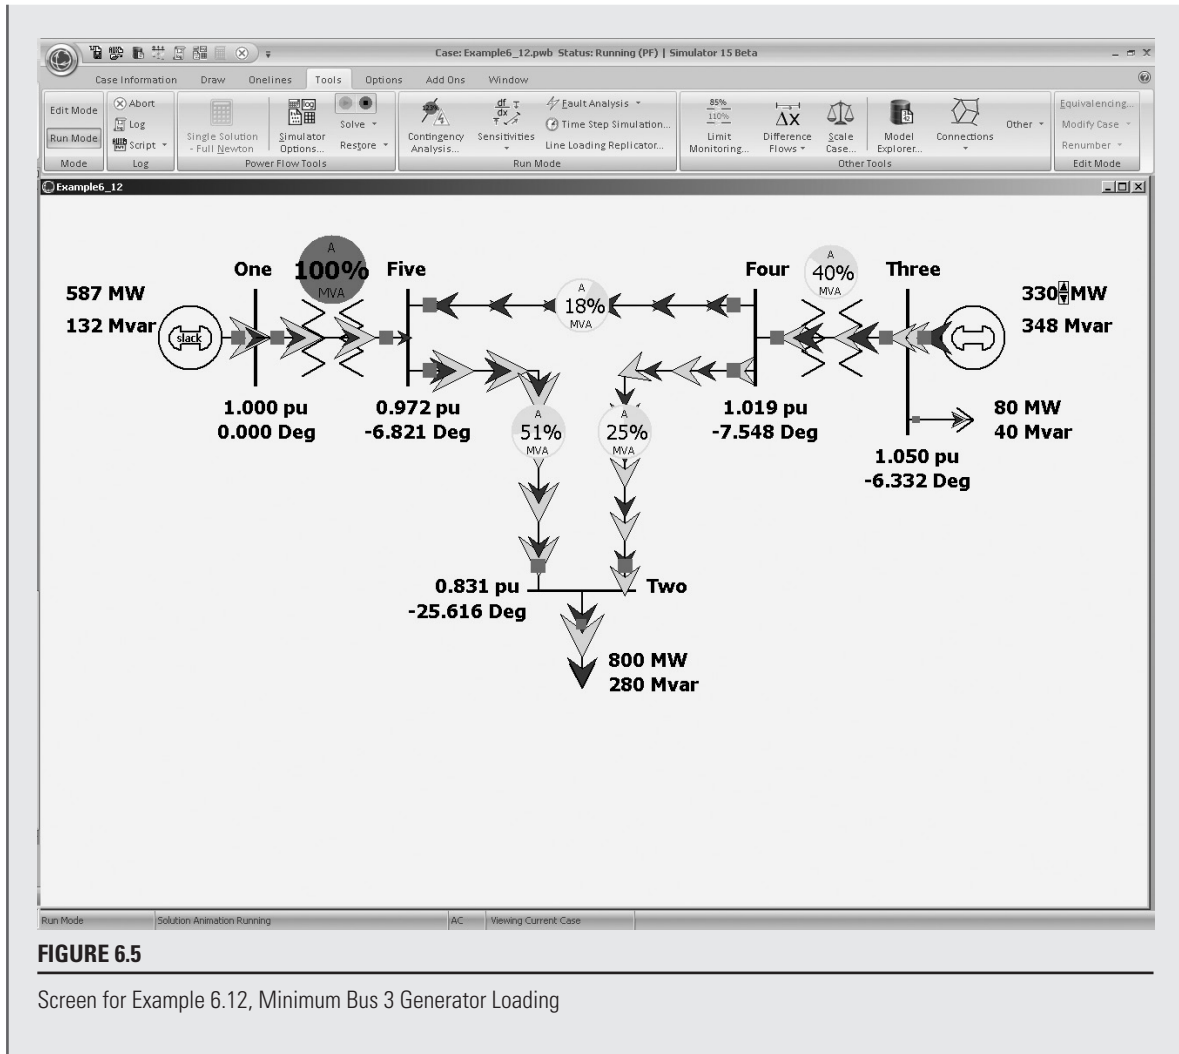 Case: Example6_12.pwb Status: Running (PF) | Simulator 15 Beta
Case Information Draw Onelines Tools Options Add Ons Window
Edit Mode
Run Mode
Mode
Abort
Log
Script
Log
Single Solution
- Full Newton
Simulator
Options...
Solve
Restore
Power Flow Tools
Contingency
Analysis...
Sensitivities
Fault Analysis
Time Step Simulation...
Line Loading Replicator...
Run Mode
85%
110%
Limit
Monitoring...
ΔX
Difference
Flows
Scale
Case...
Model
Explorer...
Connections
Other
Other Tools
Equivalencing...
Modify Case
Renumber
Edit Mode
Example6_12
One
A
100%
MVA
Five
A
18%
MVA
Four
A
40%
MVA
Three
587 MW
132 Mvar
slack
330 MW
348 Mvar
1.000 pu
0.000 Deg
0.972 pu
-6.821 Deg
A
51%
MVA
A
25%
MVA
1.019 pu
-7.548 Deg
80 MW
40 Mvar
1.050 pu
-6.332 Deg
0.831 pu
-25.616 Deg
Two
800 MW
280 Mvar
Run Mode Solution Animation Running AC Viewing Current Case
FIGURE 6.5
Screen for Example 6.12, Minimum Bus 3 Generator Loading